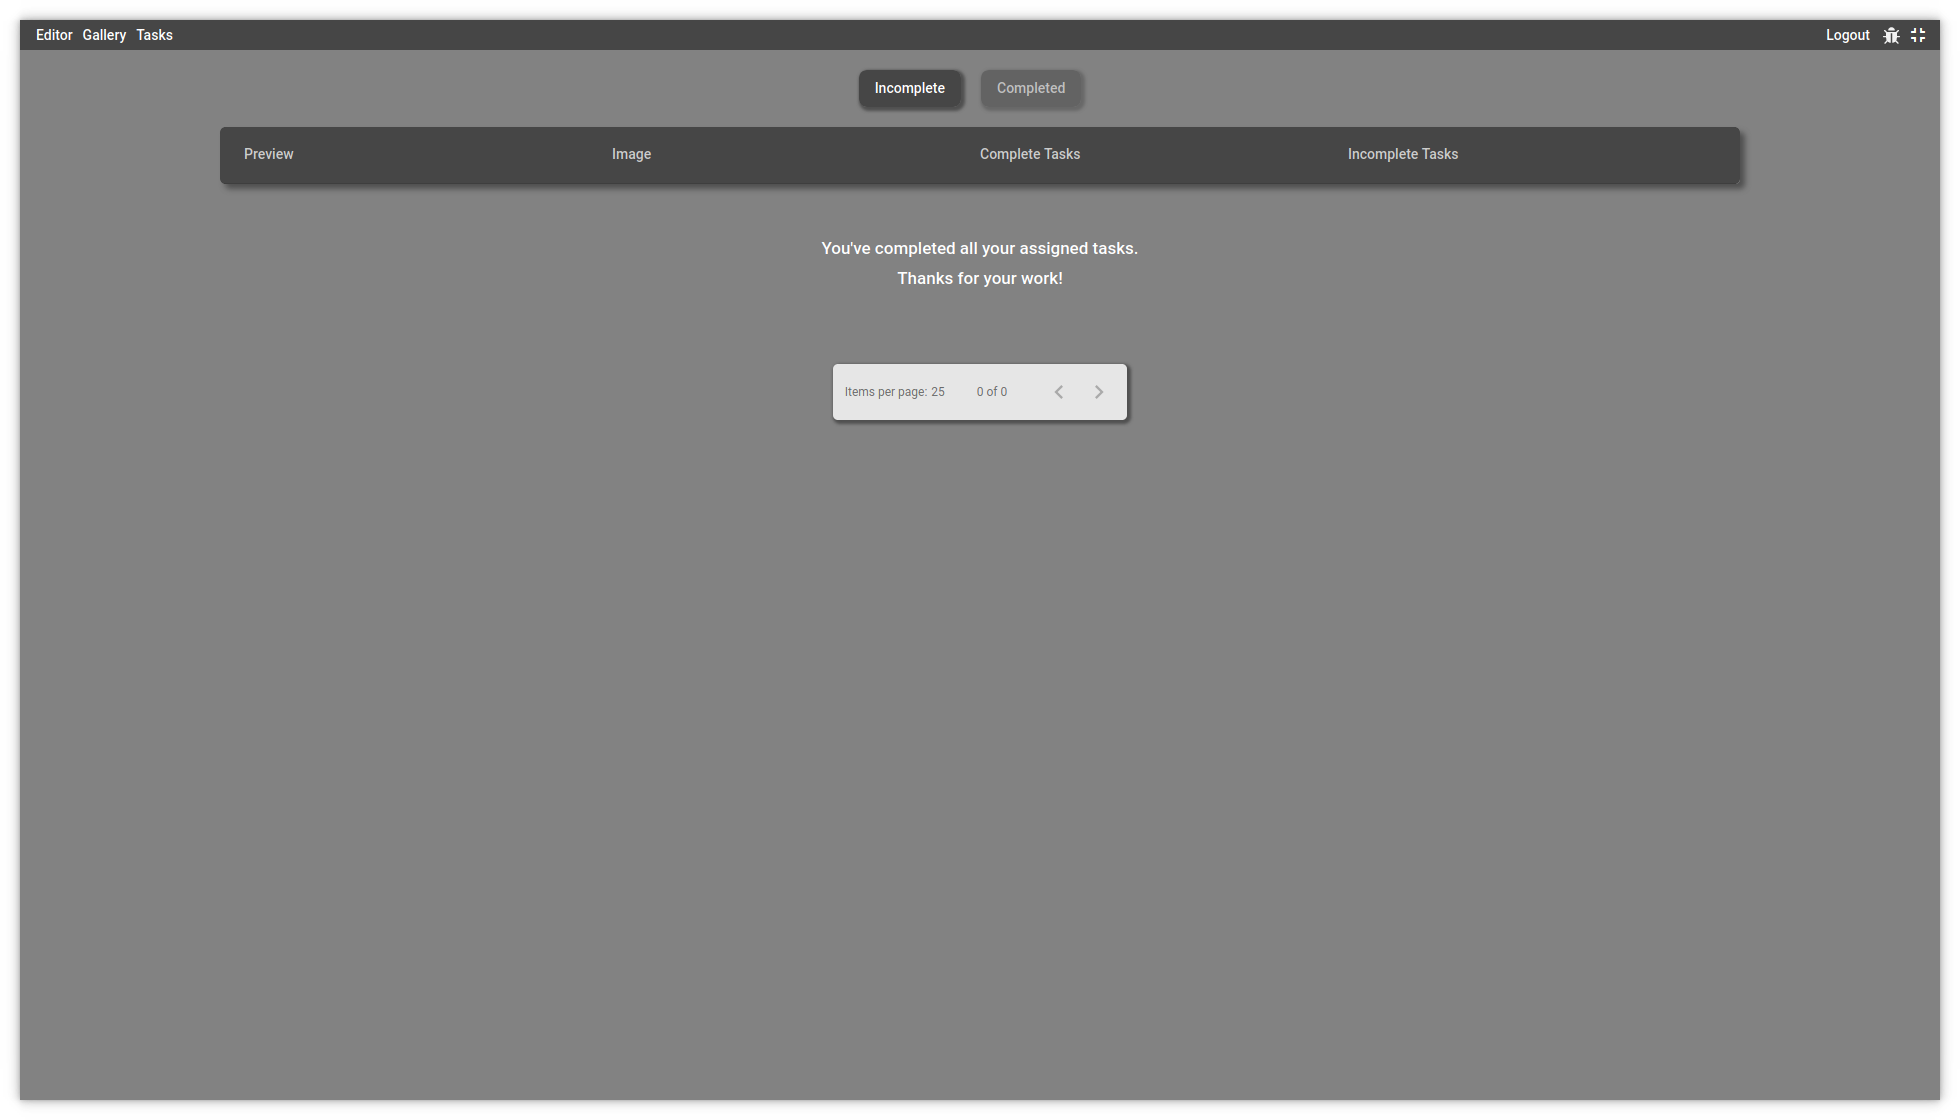 Editor Gallery Tasks Logout
Incomplete Completed
Preview Image Complete Tasks Incomplete Tasks
You've completed all your assigned tasks.
Thanks for your work!
Items per page: 25 0 of 0